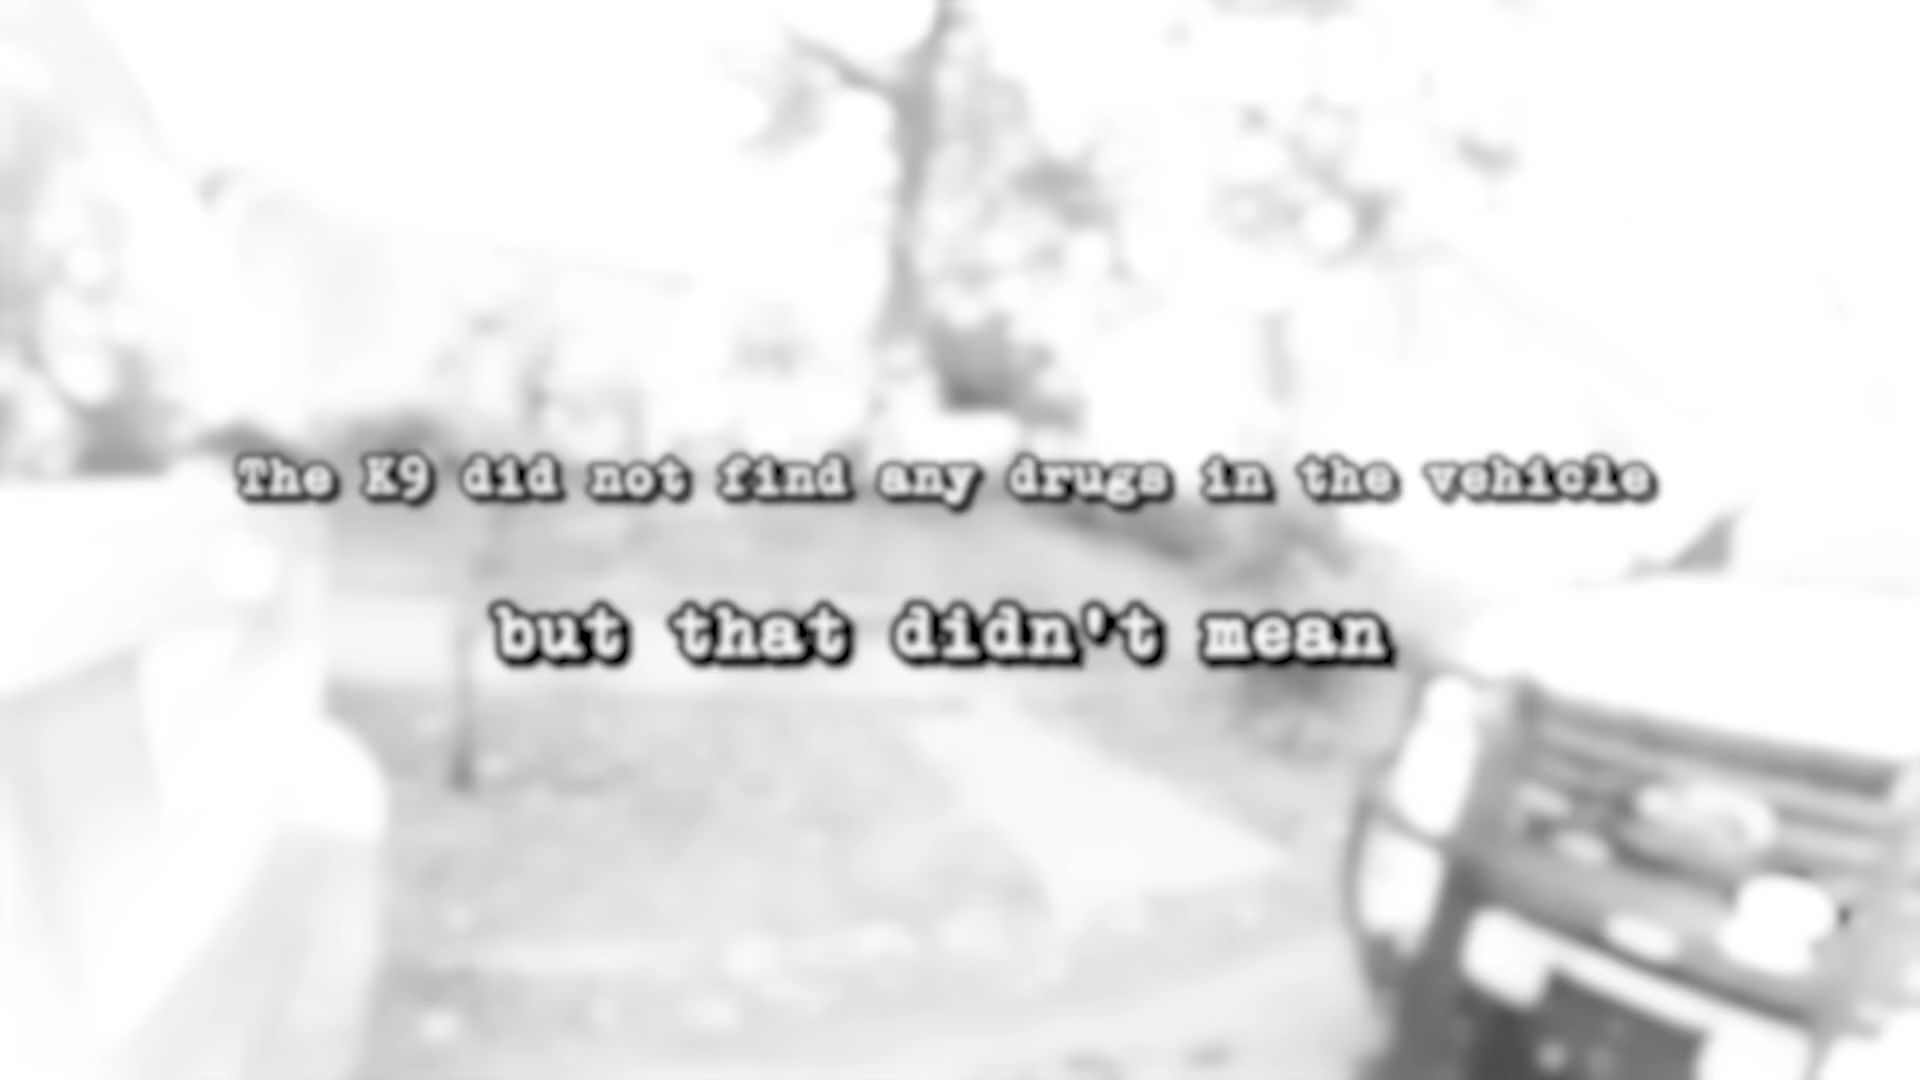 The K9 did not find any drugs in the vehicle
but that didn't mean